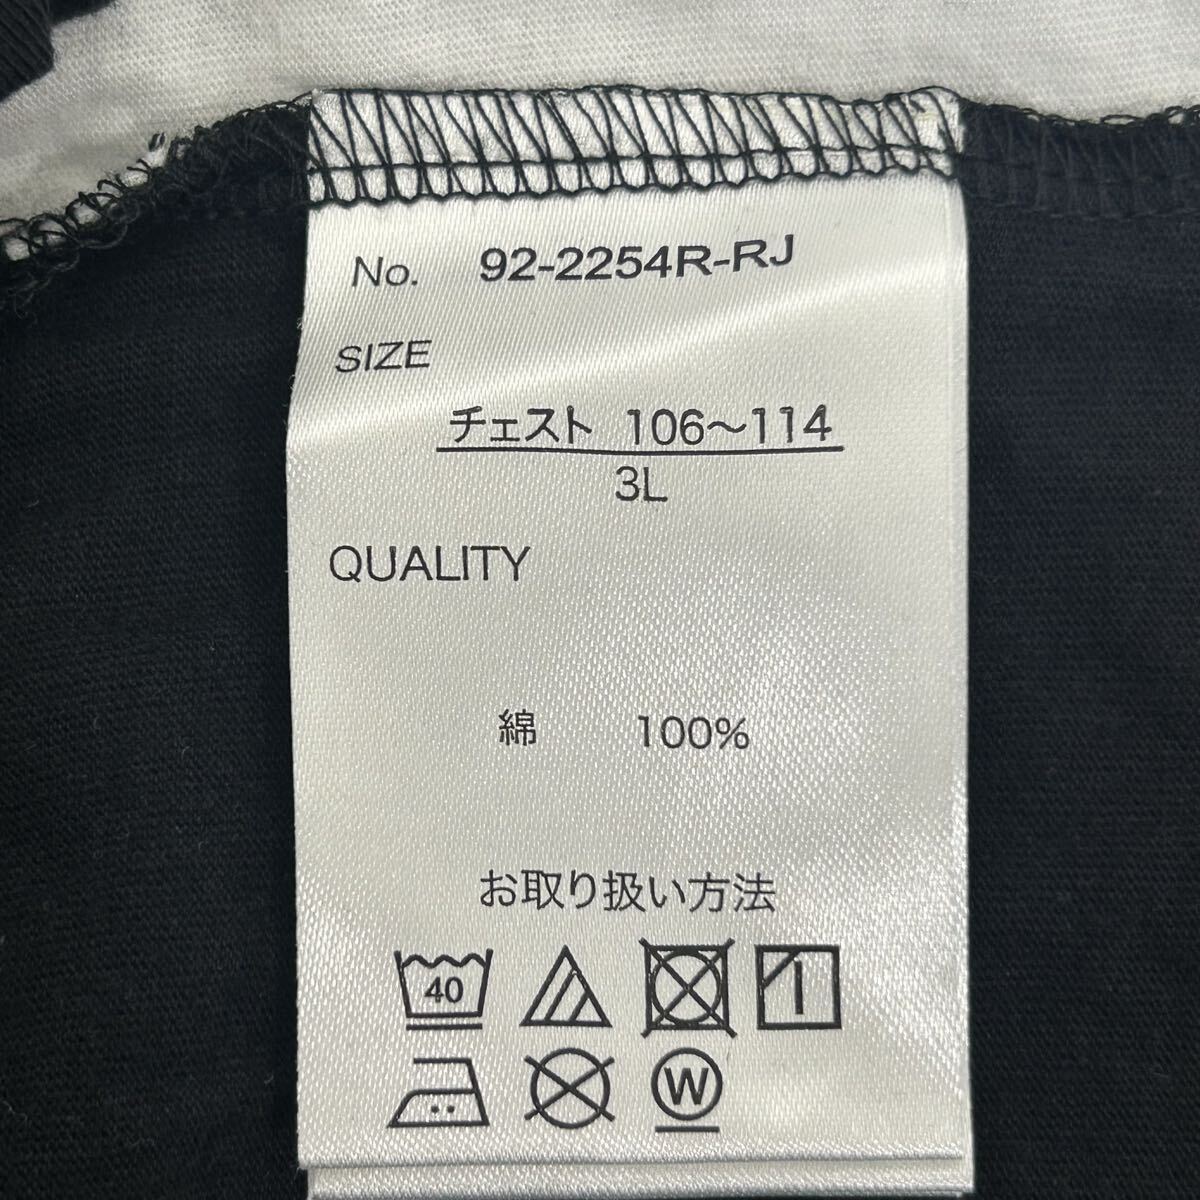 No. 92-2254R-RJ
SIZE
チェスト 106～114
3L
QUALITY
綿 100%
お取り扱い方法
40
W